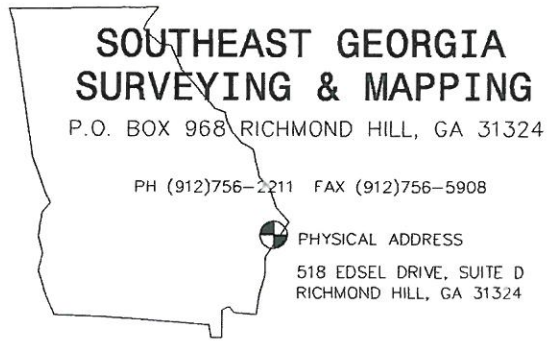 SOUTHEAST GEORGIA
SURVEYING & MAPPING
P.O. BOX 968 RICHMOND HILL, GA 31324
PH (912)756-2211 FAX (912)756-5908
PHYSICAL ADDRESS
518 EDSEL DRIVE, SUITE D
RICHMOND HILL, GA 31324